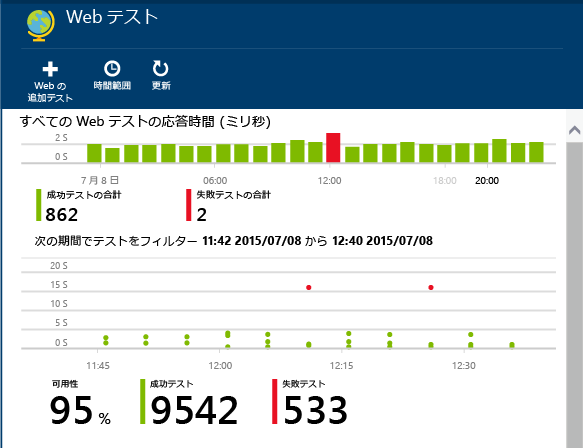 Web テスト
Web の
追加テスト
時間範囲
更新
すべての Web テストの応答時間 (ミリ秒)
2 S
0 S
7 月 8 日
06:00
12:00
18:00
20:00
成功テストの合計
862
失敗テストの合計
2
次の期間でテストをフィルター 11:42 2015/07/08 から 12:40 2015/07/08
20 S
15 S
10 S
5 S
0 S
11:45
12:00
12:15
12:30
可用性
95 %
成功テスト
9542
失敗テスト
533